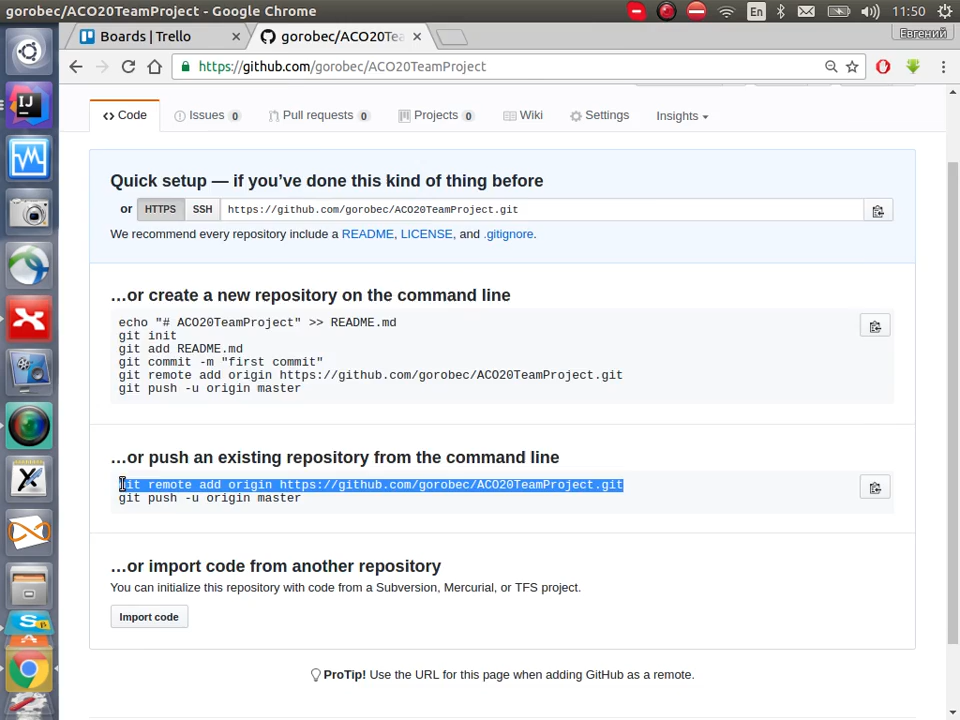 gorobec/ACO20TeamProject - Google Chrome
En
11:50
Boards | Trello
gorobec/ACO20Tea
Евгений
https://github.com/gorobec/ACO20TeamProject
Code
Issues 0
Pull requests 0
Projects 0
Wiki
Settings
Insights
Quick setup — if you've done this kind of thing before
or HTTPS SSH https://github.com/gorobec/ACO20TeamProject.git
We recommend every repository include a README, LICENSE, and .gitignore.
…or create a new repository on the command line
echo "# ACO20TeamProject" >> README.md
git init
git add README.md
git commit -m "first commit"
git remote add origin https://github.com/gorobec/ACO20TeamProject.git
git push -u origin master
…or push an existing repository from the command line
git remote add origin https://github.com/gorobec/ACO20TeamProject.git
git push -u origin master
…or import code from another repository
You can initialize this repository with code from a Subversion, Mercurial, or TFS project.
Import code
ProTip! Use the URL for this page when adding GitHub as a remote.